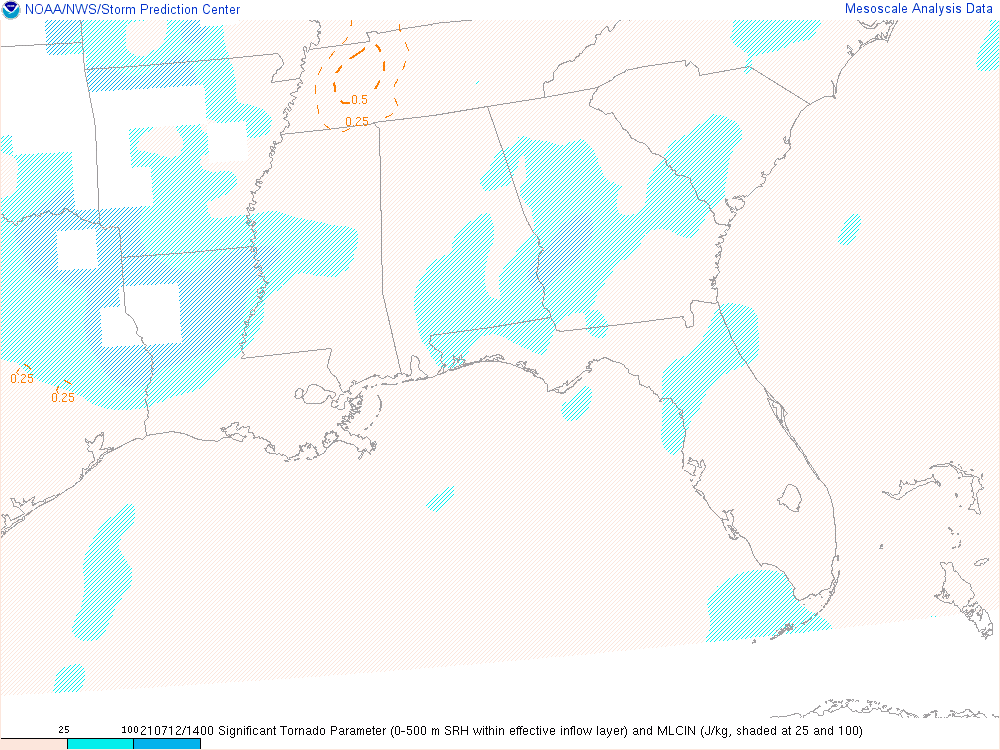 NOAA/NWS/Storm Prediction Center
Mesoscale Analysis Data
0.5
0.25
0.25
0.25
25
100
210712/1400 Significant Tornado Parameter (0-500 m SRH within effective inflow layer) and MLCIN (J/kg, shaded at 25 and 100)